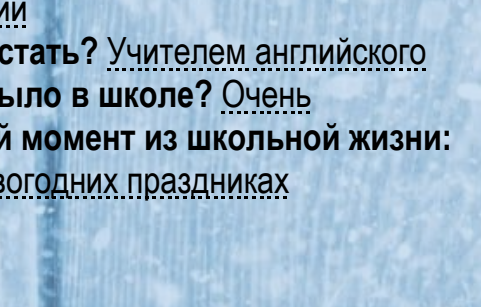 ии
стать? Учителем английского
ыло в школе? Очень
й момент из школьной жизни:
вогодних праздниках